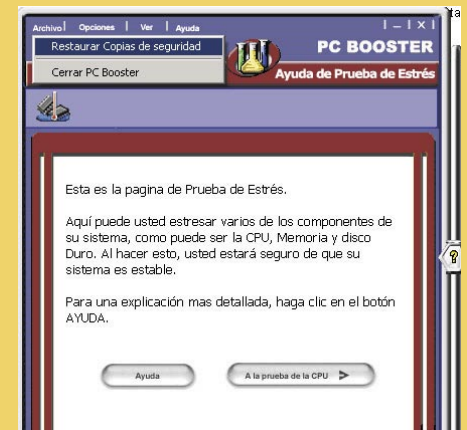 Archivo | Opciones | Ver | Ayuda
| – | X |
Restaurar Copias de seguridad
Cerrar PC Booster
PC BOOSTER
Ayuda de Prueba de Estrés
Esta es la pagina de Prueba de Estrés.
Aquí puede usted estresar varios de los componentes de
su sistema, como puede ser la CPU, Memoria y disco
Duro. Al hacer esto, usted estará seguro de que su
sistema es estable.
Para una explicación mas detallada, haga clic en el botón
AYUDA.
Ayuda
A la prueba de la CPU
?